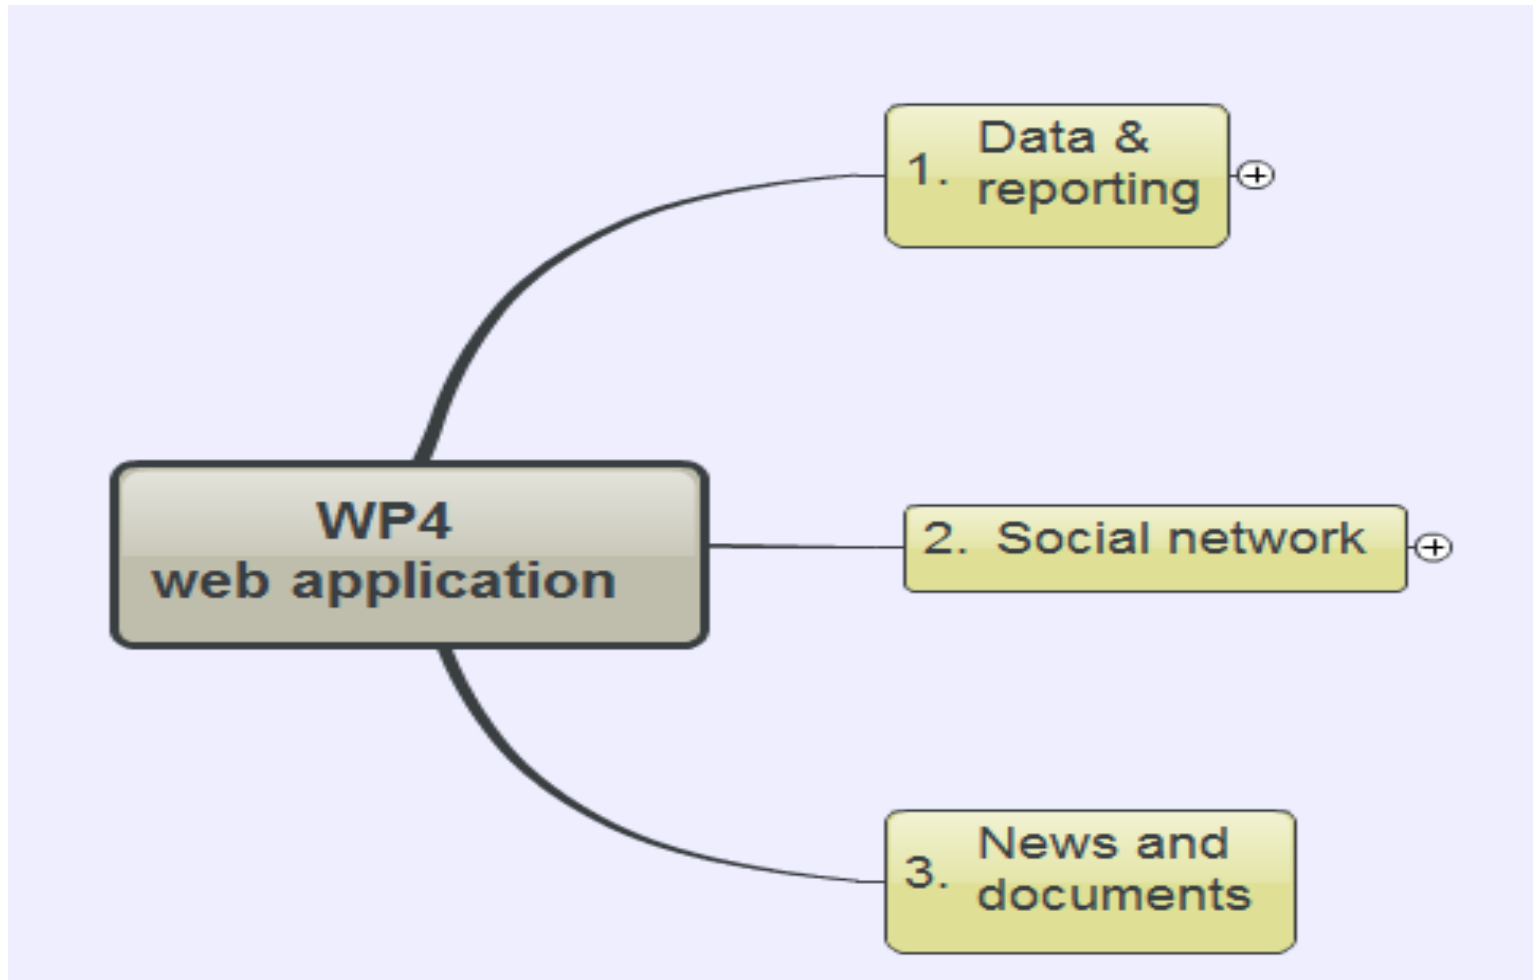 1. Data &
reporting
WP4
web application
2. Social network
3. News and
documents